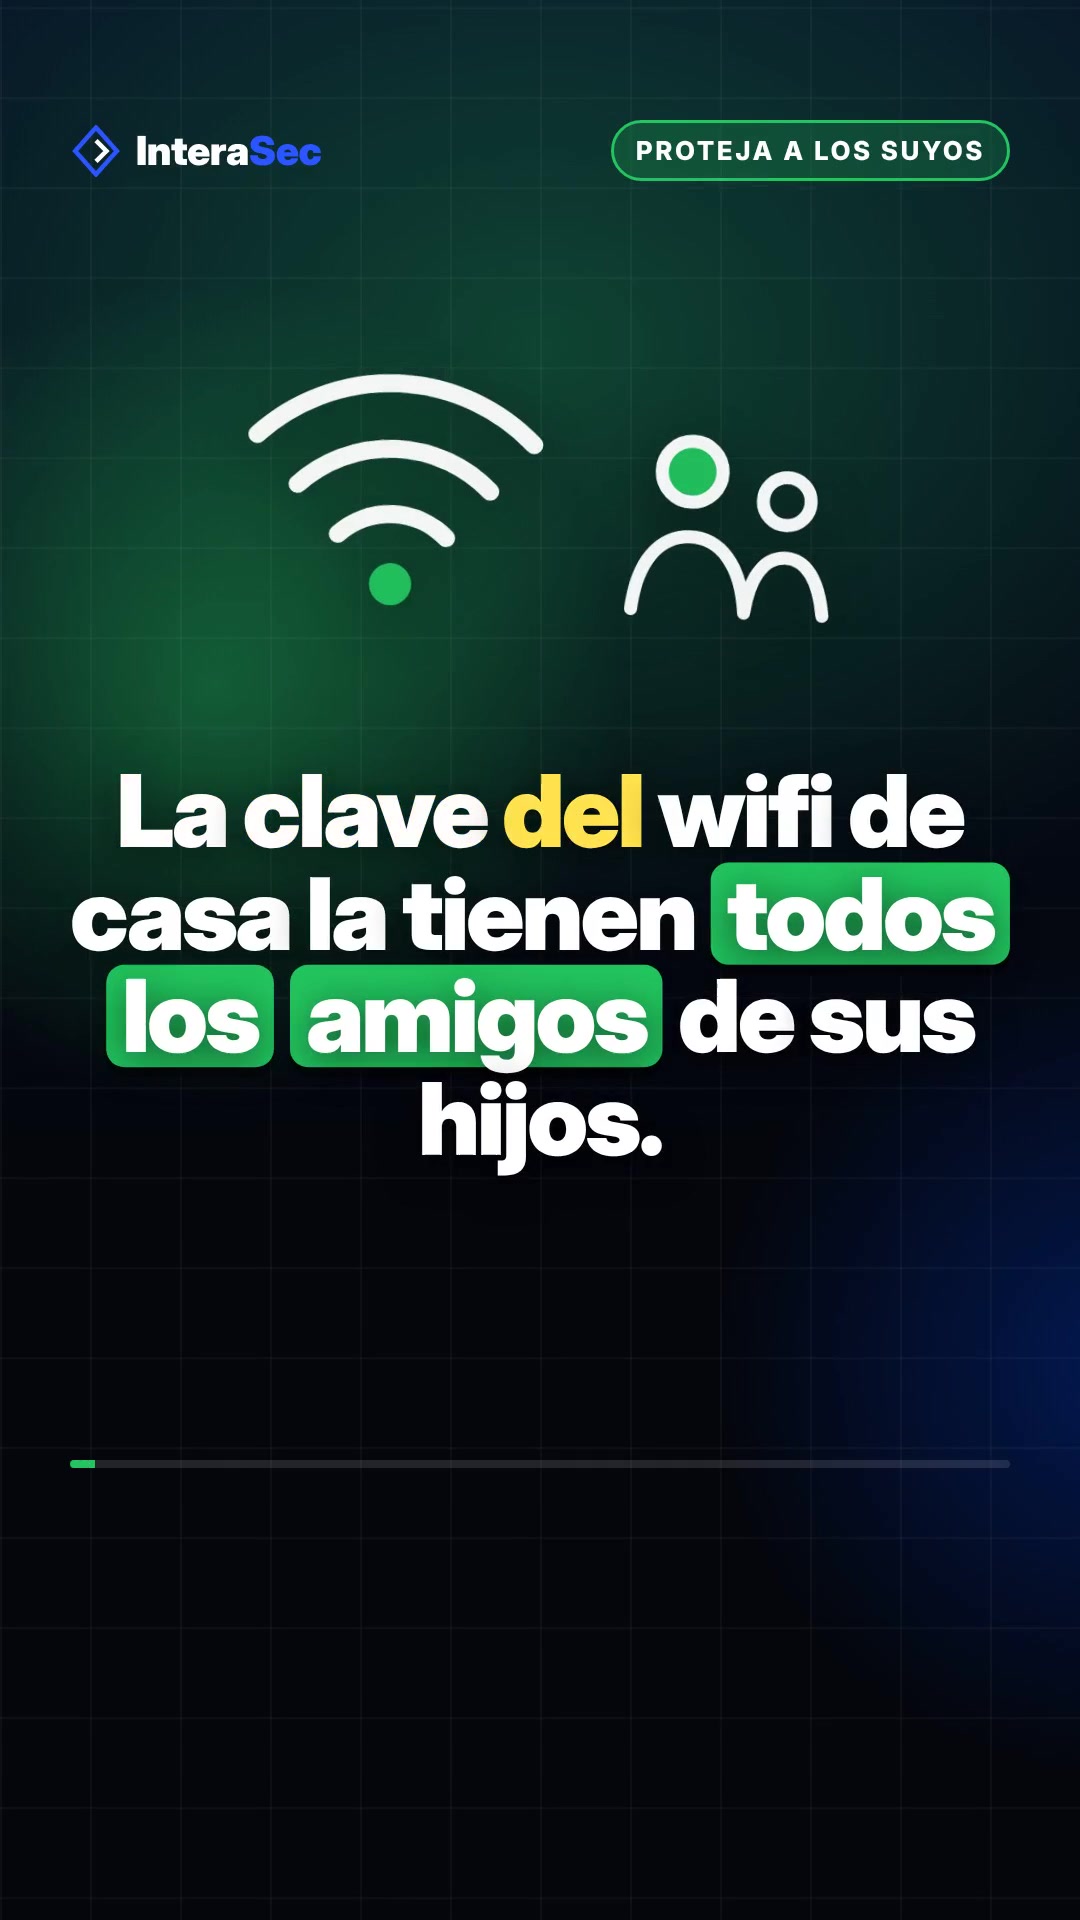 InteraSec
PROTEJA A LOS SUYOS
La clave del wifi de
casa la tienen todos
los amigos de sus
hijos.